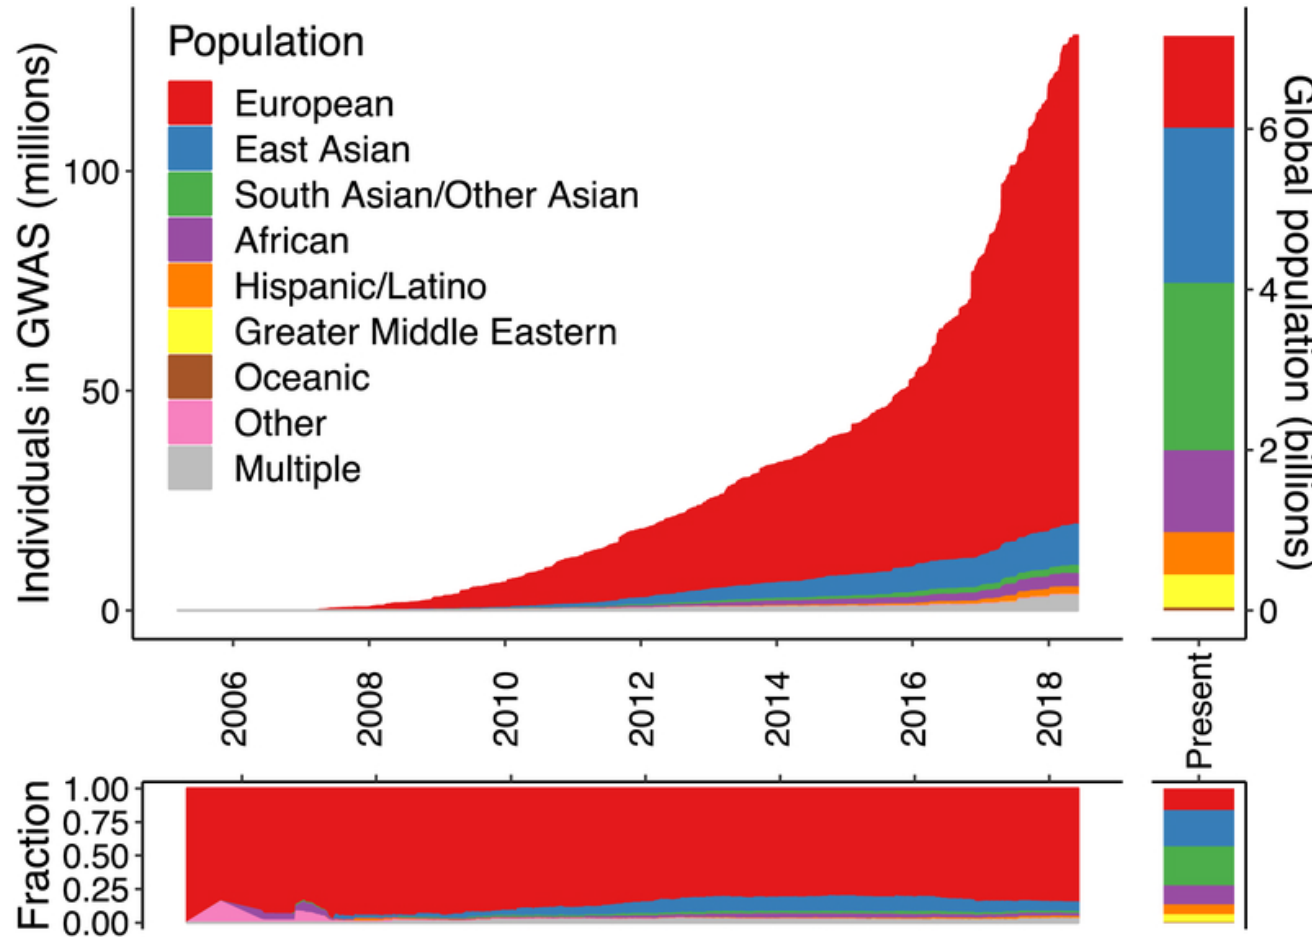 Population
European
East Asian
South Asian/Other Asian
African
Hispanic/Latino
Greater Middle Eastern
Oceanic
Other
Multiple
Individuals in GWAS (millions)
100
50
0
2006
2008
2010
2012
2014
2016
2018
Global population (billions)
6
4
2
0
Present
Fraction
1.00
0.75
0.50
0.25
0.00